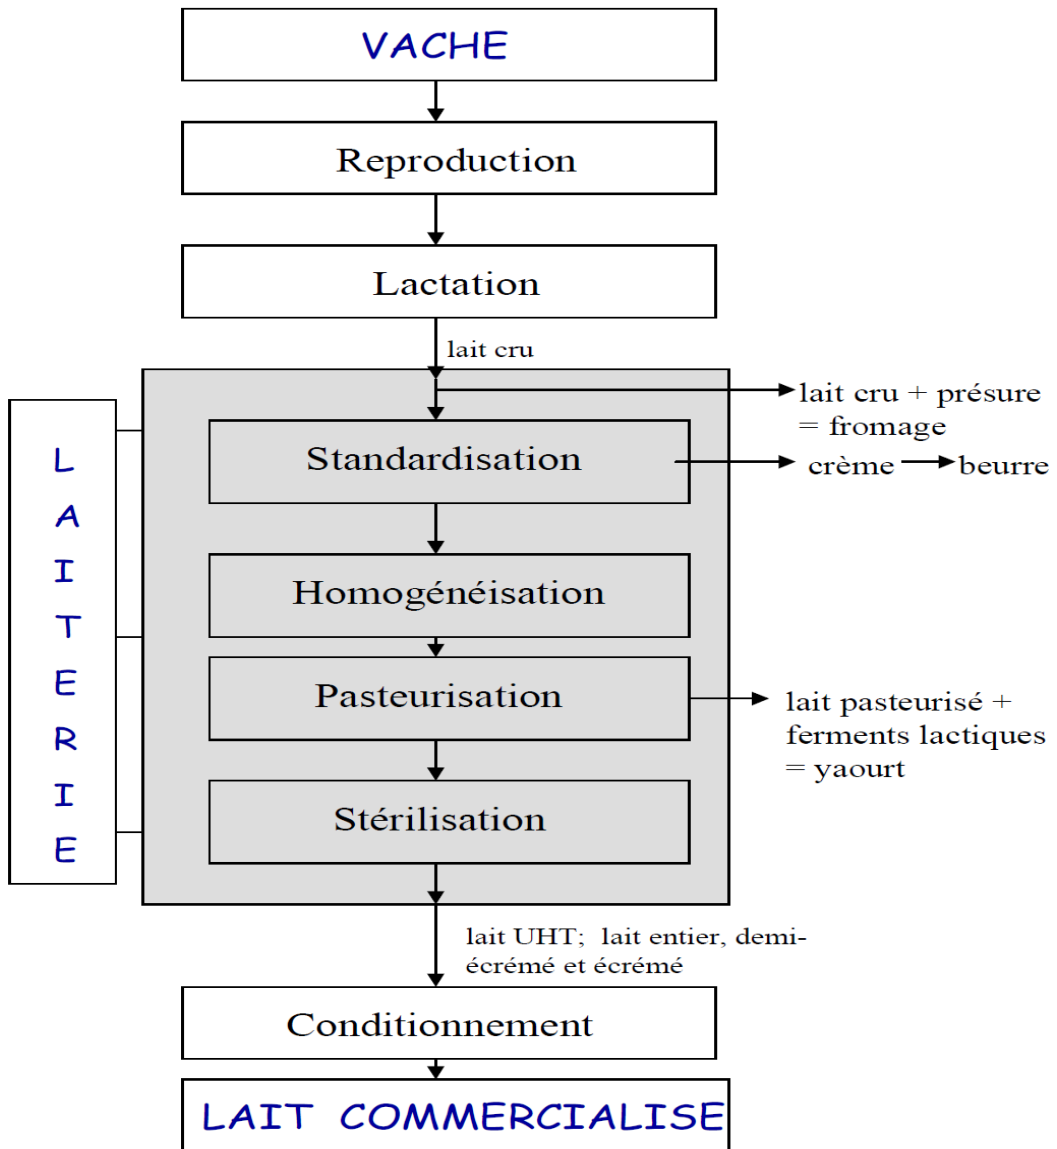 VACHE
Reproduction
Lactation
lait cru
lait cru + présure
= fromage
Standardisation
crème
beurre
Homogénéisation
Pasteurisation
lait pasteurisé +
ferments lactiques
= yaourt
Stérilisation
LAITERIE
lait UHT; lait entier, demi-
écrémé et écrémé
Conditionnement
LAIT COMMERCIALISE